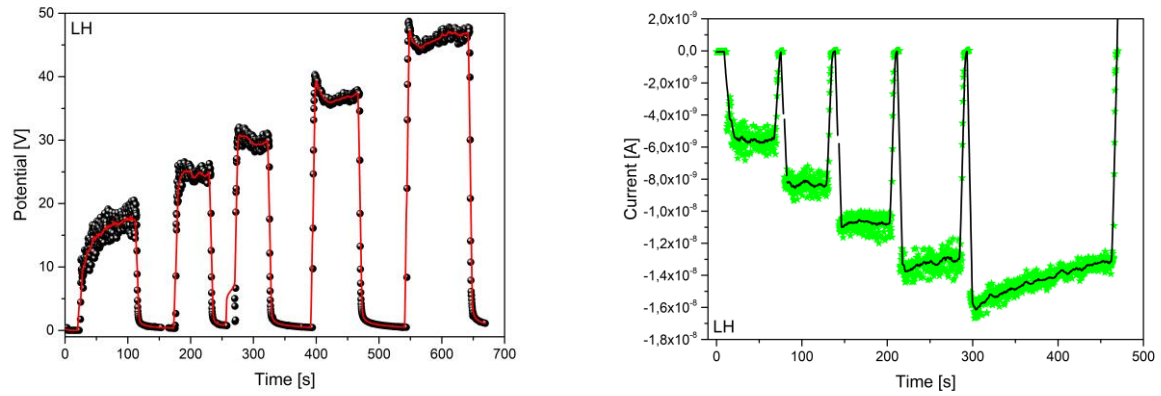 LH
50
40
30
20
10
0
Potential [V]
0 100 200 300 400 500 600 700
Time [s]
2,0x10⁻⁹
0,0
-2,0x10⁻⁹
-4,0x10⁻⁹
-6,0x10⁻⁹
-8,0x10⁻⁹
-1,0x10⁻⁸
-1,2x10⁻⁸
-1,4x10⁻⁸
-1,6x10⁻⁸
-1,8x10⁻⁸
Current [A]
LH
0 100 200 300 400 500
Time [s]